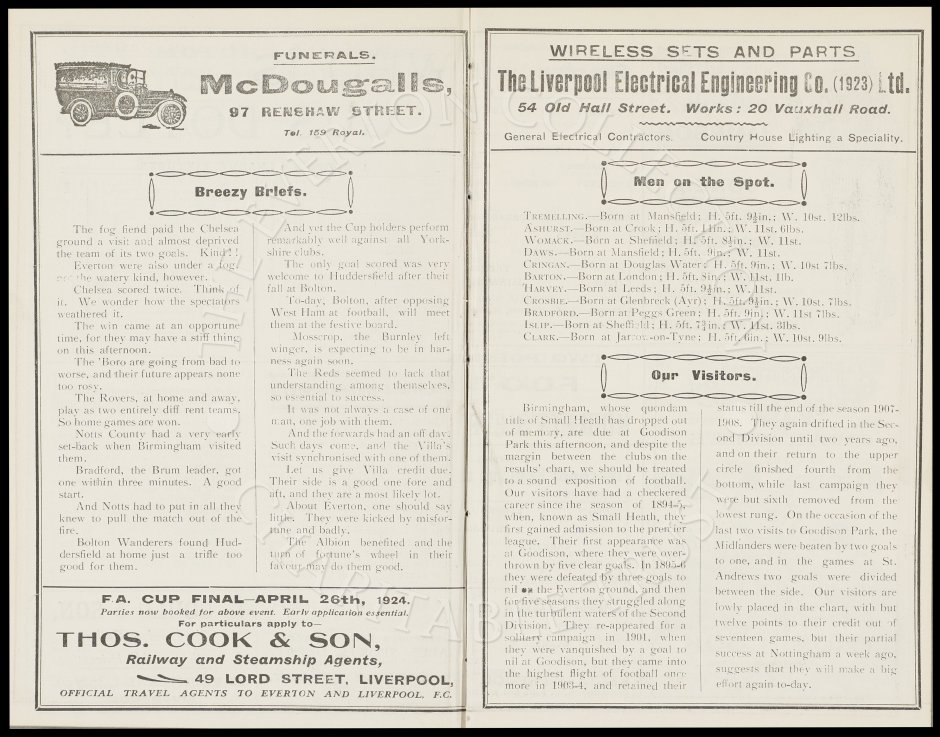 FUNERALS.
McDougalls,
97 RENSHAW STREET.
Tel. 159 Royal.
Breezy Briefs.
The fog fiend paid the Chelsea
ground a visit and almost deprived
the team of its two goals. Kind!!
Everton were also under a fog,
the watery kind, however.
Chelsea scored twice. Think of
it. We wonder how the spectators
weathered it.
The win came at an opportune
time, for they may have a stiff thing
on this afternoon.
The 'Boro are going from bad to
worse, and their future appears none
too rosy.
The Rovers, at home and away,
play as two entirely diff rent teams.
So home games are won.
Notts County had a very early
set-back when Birmingham visited
them.
Bradford, the Brum leader, got
one within three minutes. A good
start.
And Notts had to put in all they
knew to pull the match out of the
fire.
Bolton Wanderers found Hud-
dersfield at home just a trifle too
good for them.
And yet the Cup holders perform
remarkably well against all York-
shire clubs.
The only goal scored was very
welcome to Huddersfield after their
fall at Bolton.
To-day, Bolton, after opposing
West Ham at football, will meet
them at the festive board.
Mosscrop, the Burnley left
winger, is expecting to be in har-
ness again soon.
The Reds seemed to lack that
understanding among themselves,
so essential to success.
It was not always a case of one
man, one job with them.
And the forwards had an off day.
Such days come, and the Villa's
visit synchronised with one of them.
Let us give Villa credit due.
Their side is a good one fore and
aft, and they are a most likely lot.
About Everton, one should say
little. They were kicked by misfor-
tune and badly.
The Albion benefited and the
turn of fortune's wheel in their
favour may do them good.
F.A. CUP FINAL—APRIL 26th, 1924.
Parties now booked for above event. Early application essential.
For particulars apply to—
THOS. COOK & SON,
Railway and Steamship Agents,
49 LORD STREET, LIVERPOOL,
OFFICIAL TRAVEL AGENTS TO EVERTON AND LIVERPOOL, F.C.
WIRELESS SETS AND PARTS
The Liverpool Electrical Engineering Co. (1923) Ltd.
54 Old Hall Street. Works: 20 Vauxhall Road.
General Electrical Contractors. Country House Lighting a Speciality.
Men on the Spot.
TREMELLING.—Born at Mansfield; H. 5ft. 9½in.; W. 10st. 12lbs.
ASHURST.—Born at Crook; H. 5ft. 11in.; W. 11st. 6lbs.
WOMACK.—Born at Sheffield; H. 5ft. 8½in.; W. 11st.
DAWS.—Born at Mansfield; H. 5ft. 9in.; W. 11st.
CRINGAN.—Born at Douglas Water; H. 5ft. 9in.; W. 10st 7lbs.
BARTON.—Born at London; H. 5ft. 8in.; W. 11st. 1lb.
HARVEY.—Born at Leeds; H. 5ft. 9½in.; W. 11st.
CROSBIE.—Born at Glenbreck (Ayr); H. 5ft. 9½in.; W. 10st. 7lbs.
BRADFORD.—Born at Peggs Green; H. 5ft. 9in.; W. 11st 7lbs.
ISLIP.—Born at Sheffield; H. 5ft. 7¾in.; W. 11st. 3lbs.
CLARK.—Born at Jarrow-on-Tyne; H. 5ft. 6in.; W. 10st. 9lbs.
Our Visitors.
Birmingham, whose quondam
title of Small Heath has dropped out
of memory, are due at Goodison
Park this afternoon, and despite the
margin between the clubs on the
results' chart, we should be treated
to a sound exposition of football.
Our visitors have had a checkered
career since the season of 1894-5,
when, known as Small Heath, they
first gained admission to the premier
league. Their first appearance was
at Goodison, where they were over-
thrown by five clear goals. In 1895-6
they were defeated by three goals to
nil on the Everton ground, and then
for five seasons they struggled along
in the turbulent waters of the Second
Division. They re-appeared for a
solitary campaign in 1901, when
they were vanquished by a goal to
nil at Goodison, but they came into
the highest flight of football once
more in 1903-4, and retained their
status till the end of the season 1907-
1908. They again drifted in the Sec-
ond Division until two years ago,
and on their return to the upper
circle finished fourth from the
bottom, while last campaign they
were but sixth removed from the
lowest rung. On the occasion of the
last two visits to Goodison Park, the
Midlanders were beaten by two goals
to one, and in the games at St.
Andrews two goals were divided
between the side. Our visitors are
lowly placed in the chart, with but
twelve points to their credit out of
seventeen games, but their partial
success at Nottingham a week ago,
suggests that they will make a big
effort again to-day.